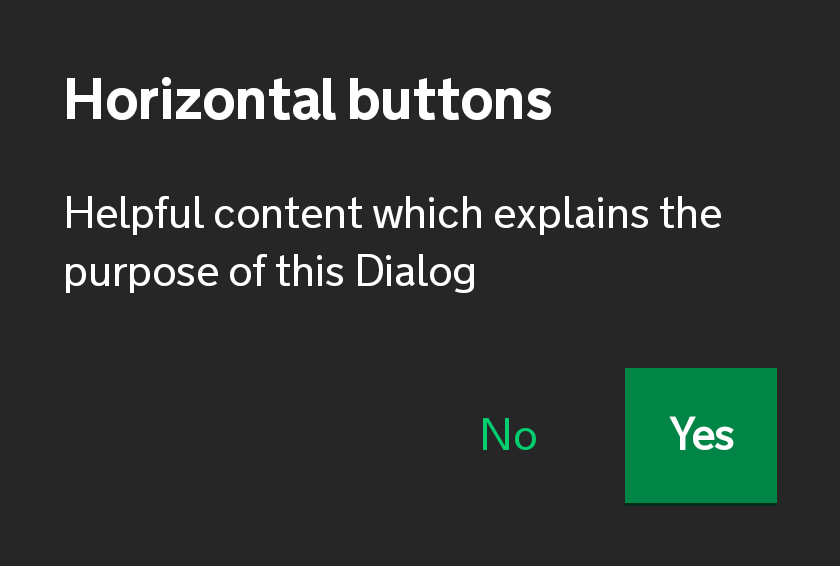 Horizontal buttons
Helpful content which explains the
purpose of this Dialog
No
Yes